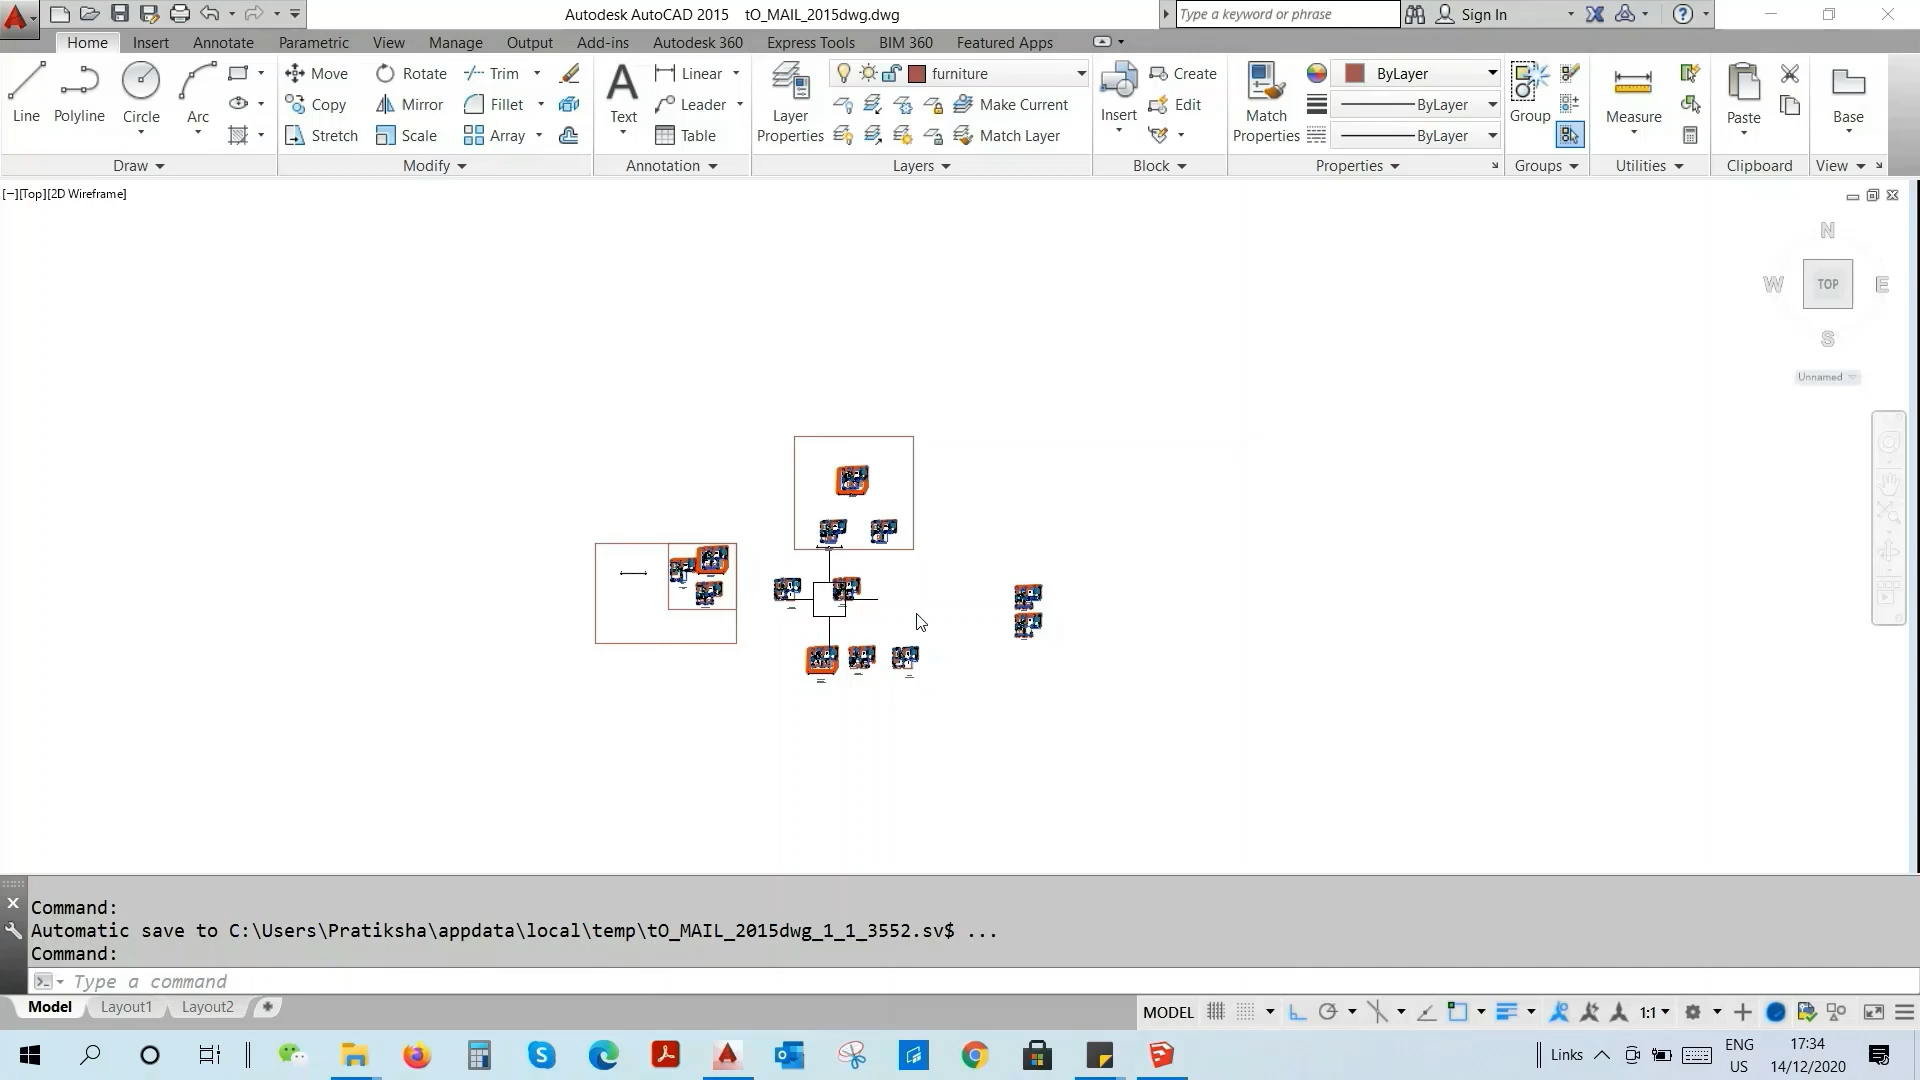 Autodesk AutoCAD 2015 tO_MAIL_2015dwg.dwg
Type a keyword or phrase
Sign In
Home Insert Annotate Parametric View Manage Output Add-ins Autodesk 360 Express Tools BIM 360 Featured Apps
Line Polyline Circle Arc
Move Rotate Trim
Copy Mirror Fillet
Stretch Scale Array
Text
Linear
Leader
Table
Layer Properties
furniture
Make Current
Match Layer
Insert
Create
Edit
Match Properties
ByLayer
ByLayer
ByLayer
Group
Measure
Paste
Base
Draw Modify Annotation Layers Block Properties Groups Utilities Clipboard View
[−][Top][2D Wireframe]
N
W TOP E
S
Unnamed
Command:
Automatic save to C:\Users\Pratiksha\appdata\local\temp\tO_MAIL_2015dwg_1_1_3552.sv$ ...
Command:
Type a command
Model Layout1 Layout2
MODEL 1:1
Links
ENG
US
17:34
14/12/2020